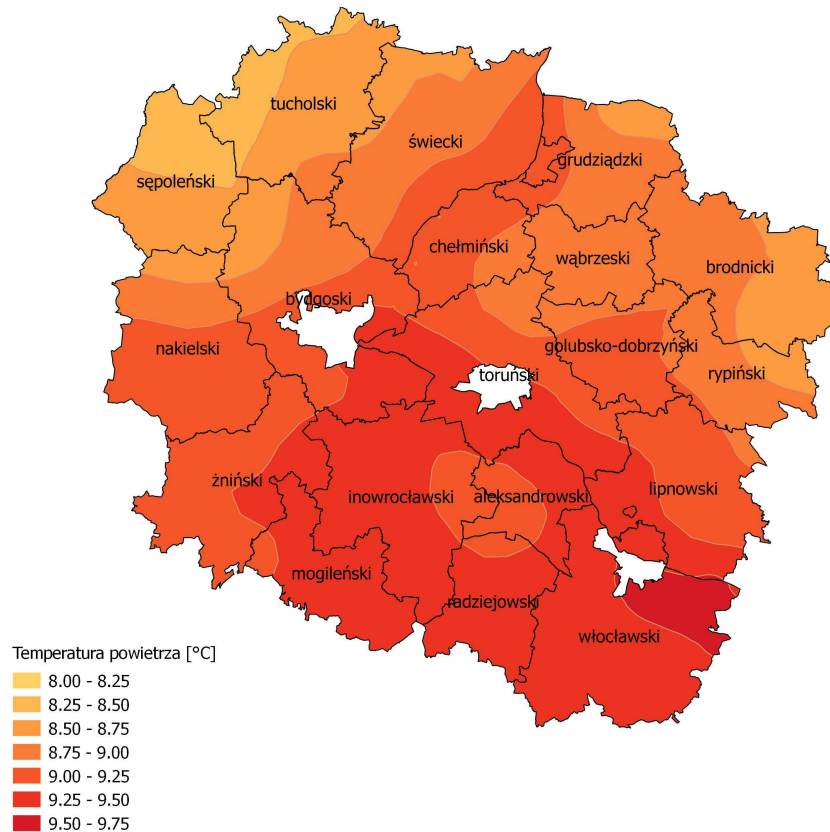 tucholski
świecki
grudziądzki
sępoleński
chełmiński
wąbrzeski
brodnicki
bydgoski
nakielski
golubsko-dobrzyński
toruński
rypiński
żniński
inowrocławski
aleksandrowski
lipnowski
mogileński
radziejowski
włocławski
Temperatura powietrza [°C]
8.00 - 8.25
8.25 - 8.50
8.50 - 8.75
8.75 - 9.00
9.00 - 9.25
9.25 - 9.50
9.50 - 9.75